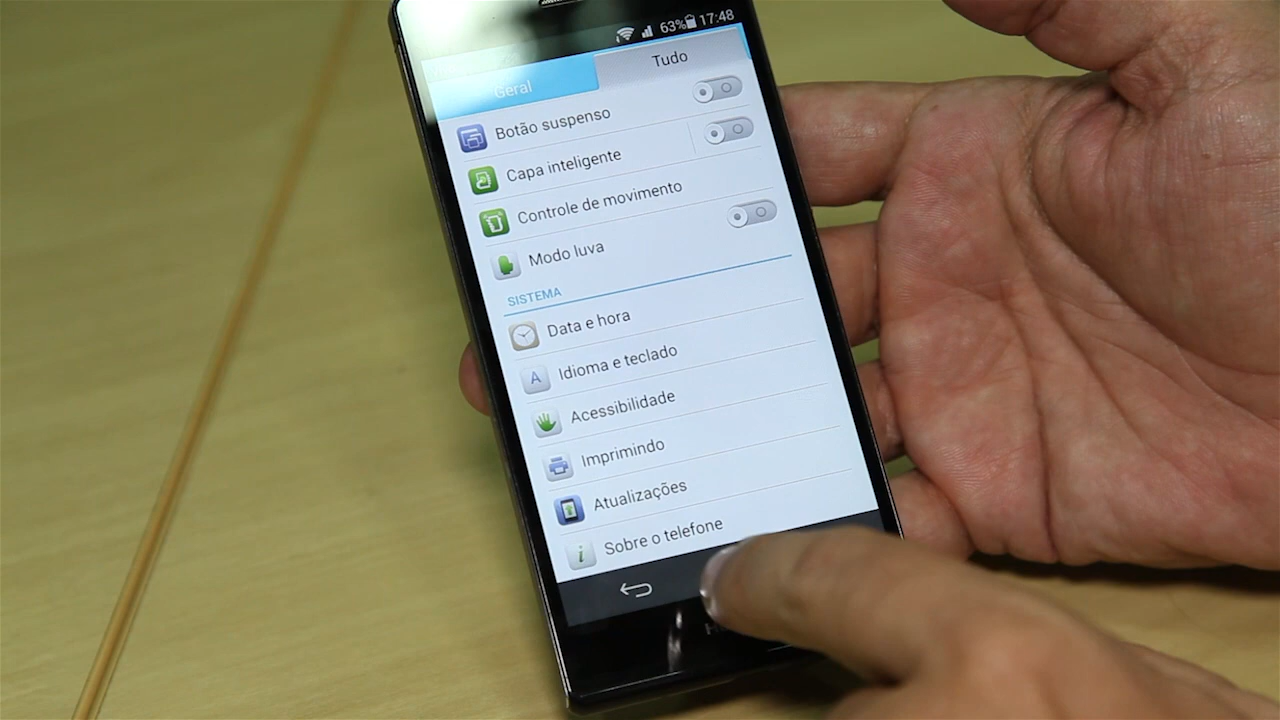 63% 17:48
Geral Tudo
Botão suspenso
Capa inteligente
Controle de movimento
Modo luva
SISTEMA
Data e hora
Idioma e teclado
A
Acessibilidade
Imprimindo
Atualizações
i
Sobre o telefone